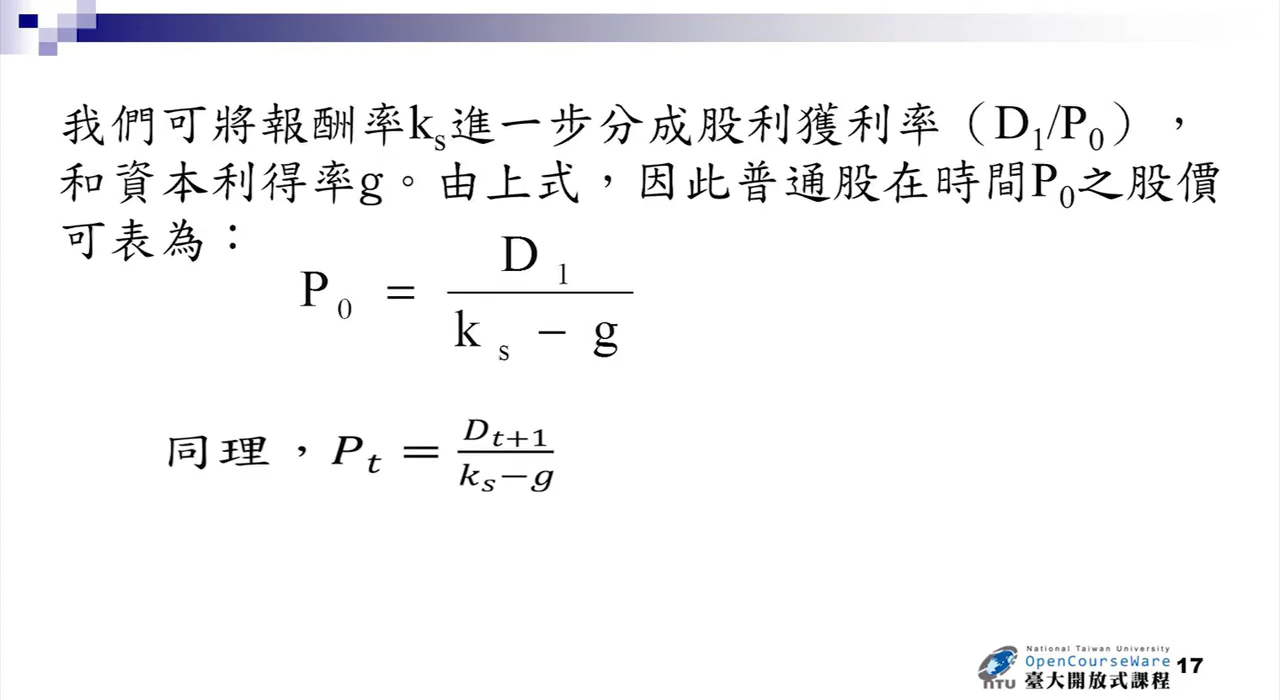 我們可將報酬率kₛ進一步分成股利獲利率（D₁/P₀），
和資本利得率g。由上式，因此普通股在時間P₀之股價
可表為：
P₀ = D₁ / (kₛ − g)
同理，Pₜ = Dₜ₊₁ / (kₛ−g)
National Taiwan University
OpenCourseWare
NTU 臺大開放式課程
17